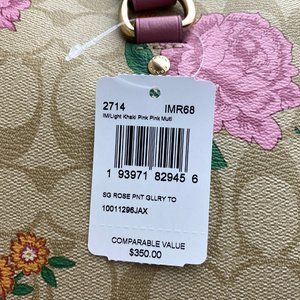 2714 IMR68
IM/Light Khaki Pink Pink Multi
1 93971 82945 6
SG ROSE PNT GLLRY TO
10011296JAX
COMPARABLE VALUE
$350.00